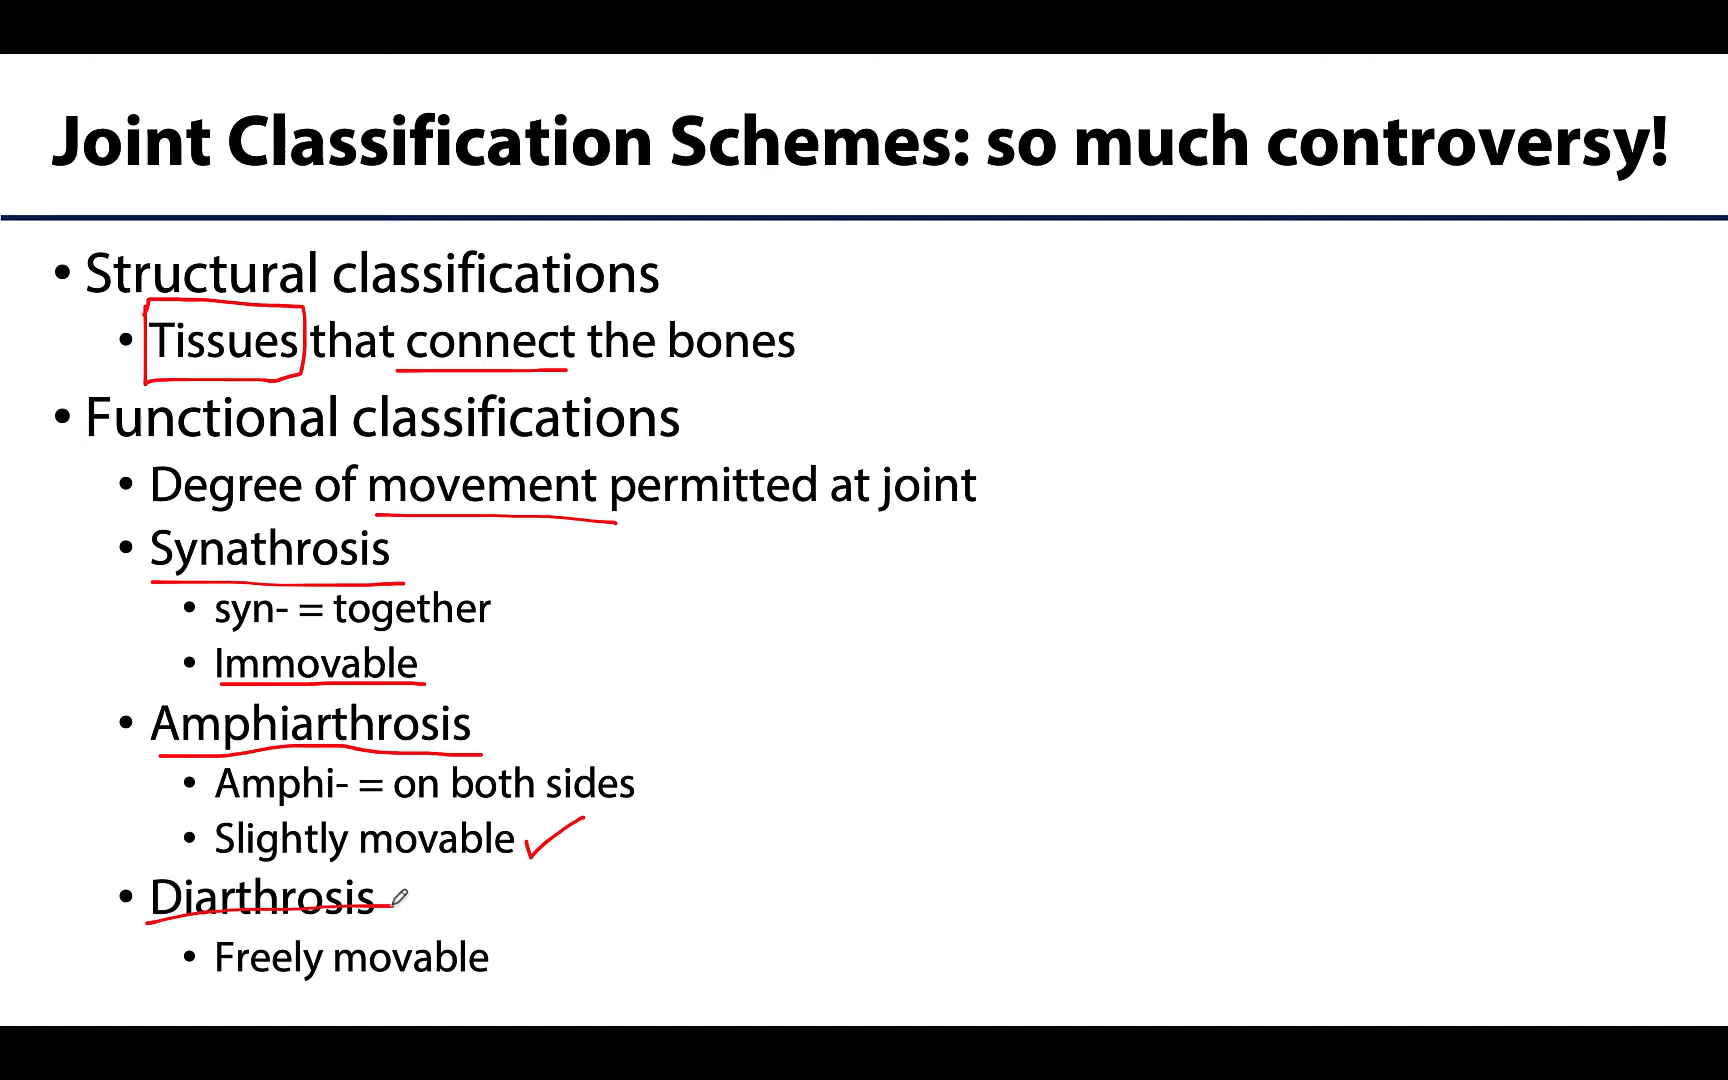 Joint Classification Schemes: so much controversy!
• Structural classifications
• Tissues that connect the bones
• Functional classifications
• Degree of movement permitted at joint
• Synathrosis
• syn- = together
• Immovable
• Amphiarthrosis
• Amphi- = on both sides
• Slightly movable
• Diarthrosis
• Freely movable